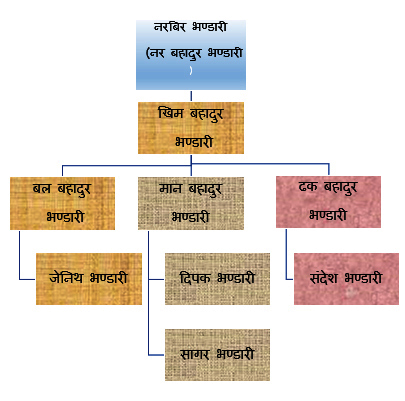 नरबिर भण्डारी
(नर बहादुर भण्डारी
)
खिम बहादुर
भण्डारी
बल बहादुर
भण्डारी
मान बहादुर
भण्डारी
ढक बहादुर
भण्डारी
जेनिथ भण्डारी
दिपक भण्डारी
संदेश भण्डारी
सागर भण्डारी